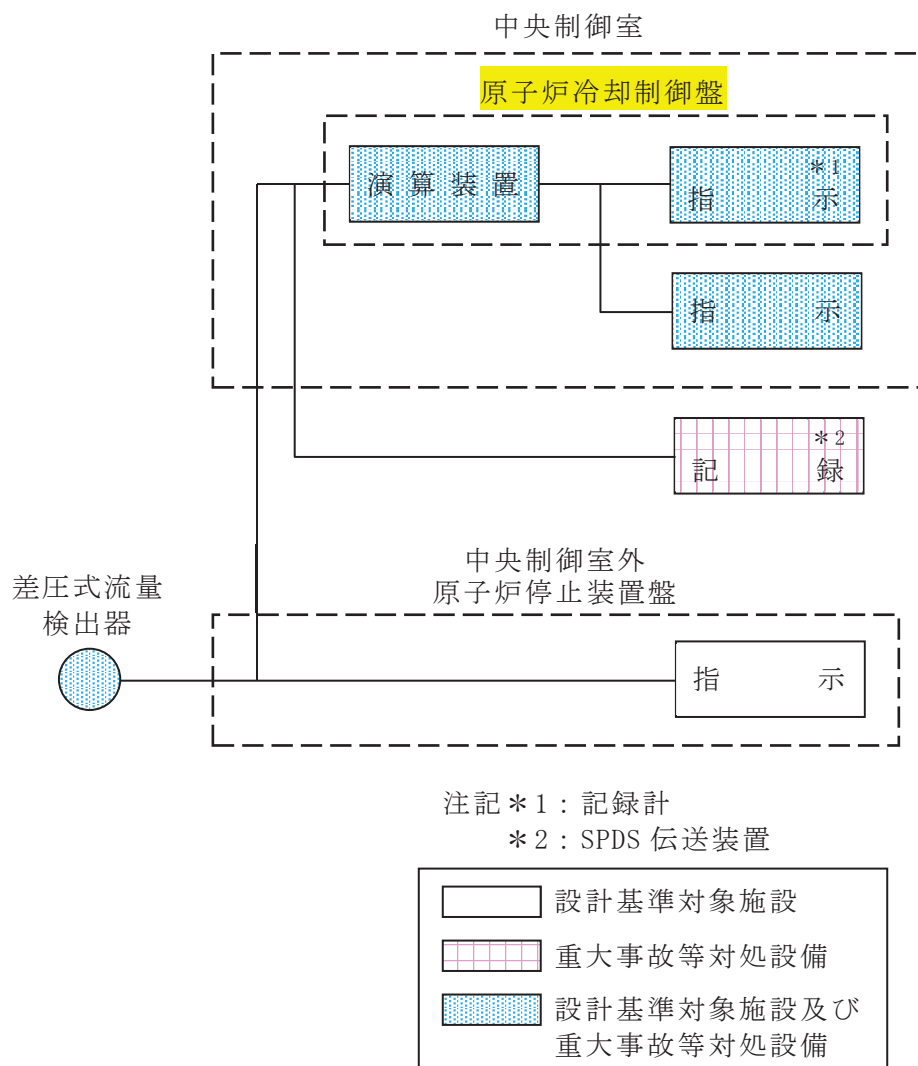 中央制御室
原子炉冷却制御盤
演算装置
*1
指示
指示
*2
記録
中央制御室外
原子炉停止装置盤
差圧式流量
検出器
指示
注記*1:記録計
*2:SPDS 伝送装置
設計基準対象施設
重大事故等対処設備
設計基準対象施設及び
重大事故等対処設備